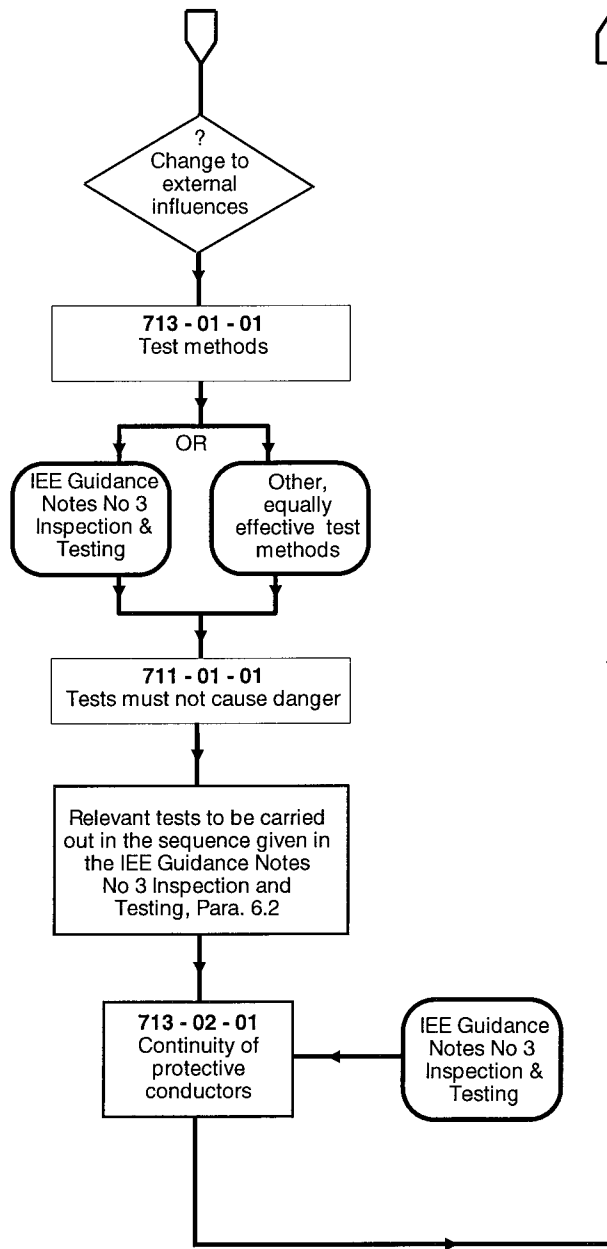 ?
Change to
external
influences
713 - 01 - 01
Test methods
OR
IEE Guidance
Notes No 3
Inspection &
Testing
Other,
equally
effective test
methods
711 - 01 - 01
Tests must not cause danger
Relevant tests to be carried
out in the sequence given in
the IEE Guidance Notes
No 3 Inspection and
Testing, Para. 6.2
713 - 02 - 01
Continuity of
protective
conductors
IEE Guidance
Notes No 3
Inspection &
Testing